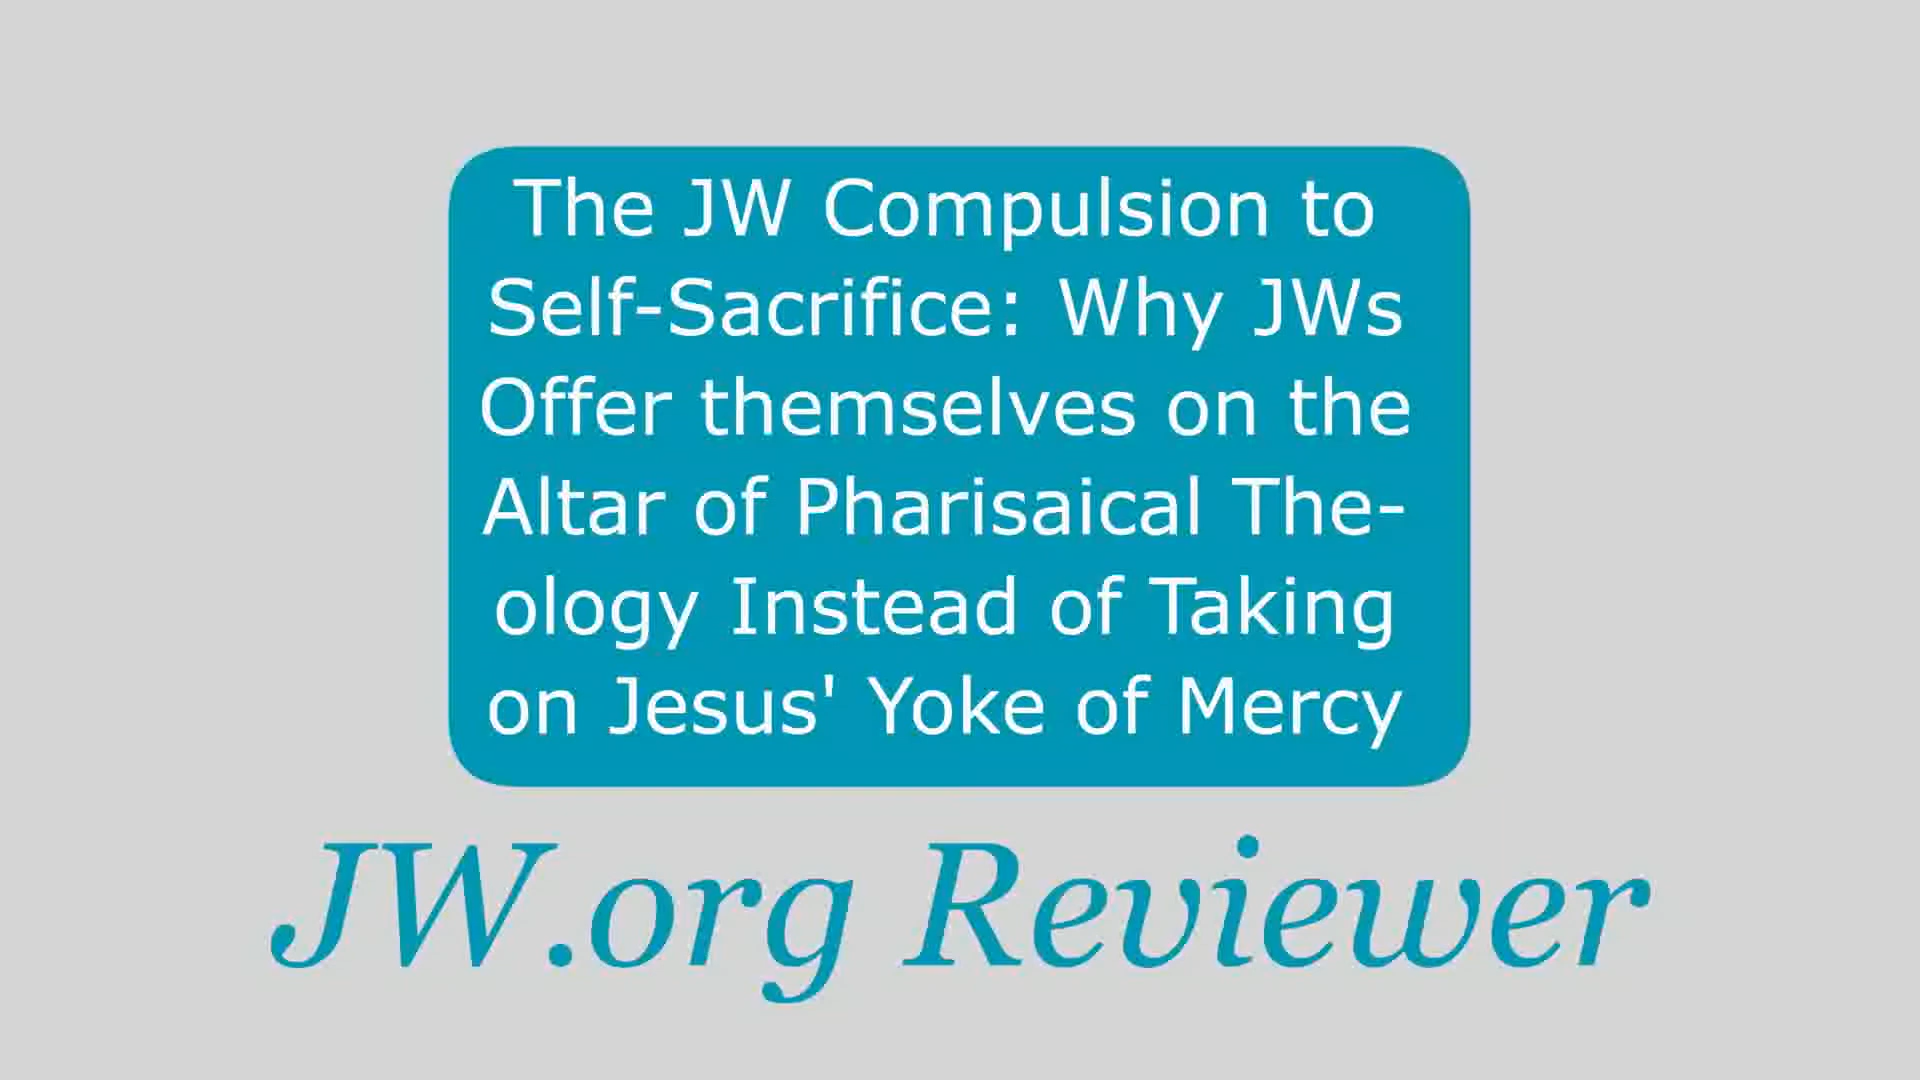 The JW Compulsion to
Self-Sacrifice: Why JWs
Offer themselves on the
Altar of Pharisaical The-
ology Instead of Taking
on Jesus' Yoke of Mercy
JW.org Reviewer